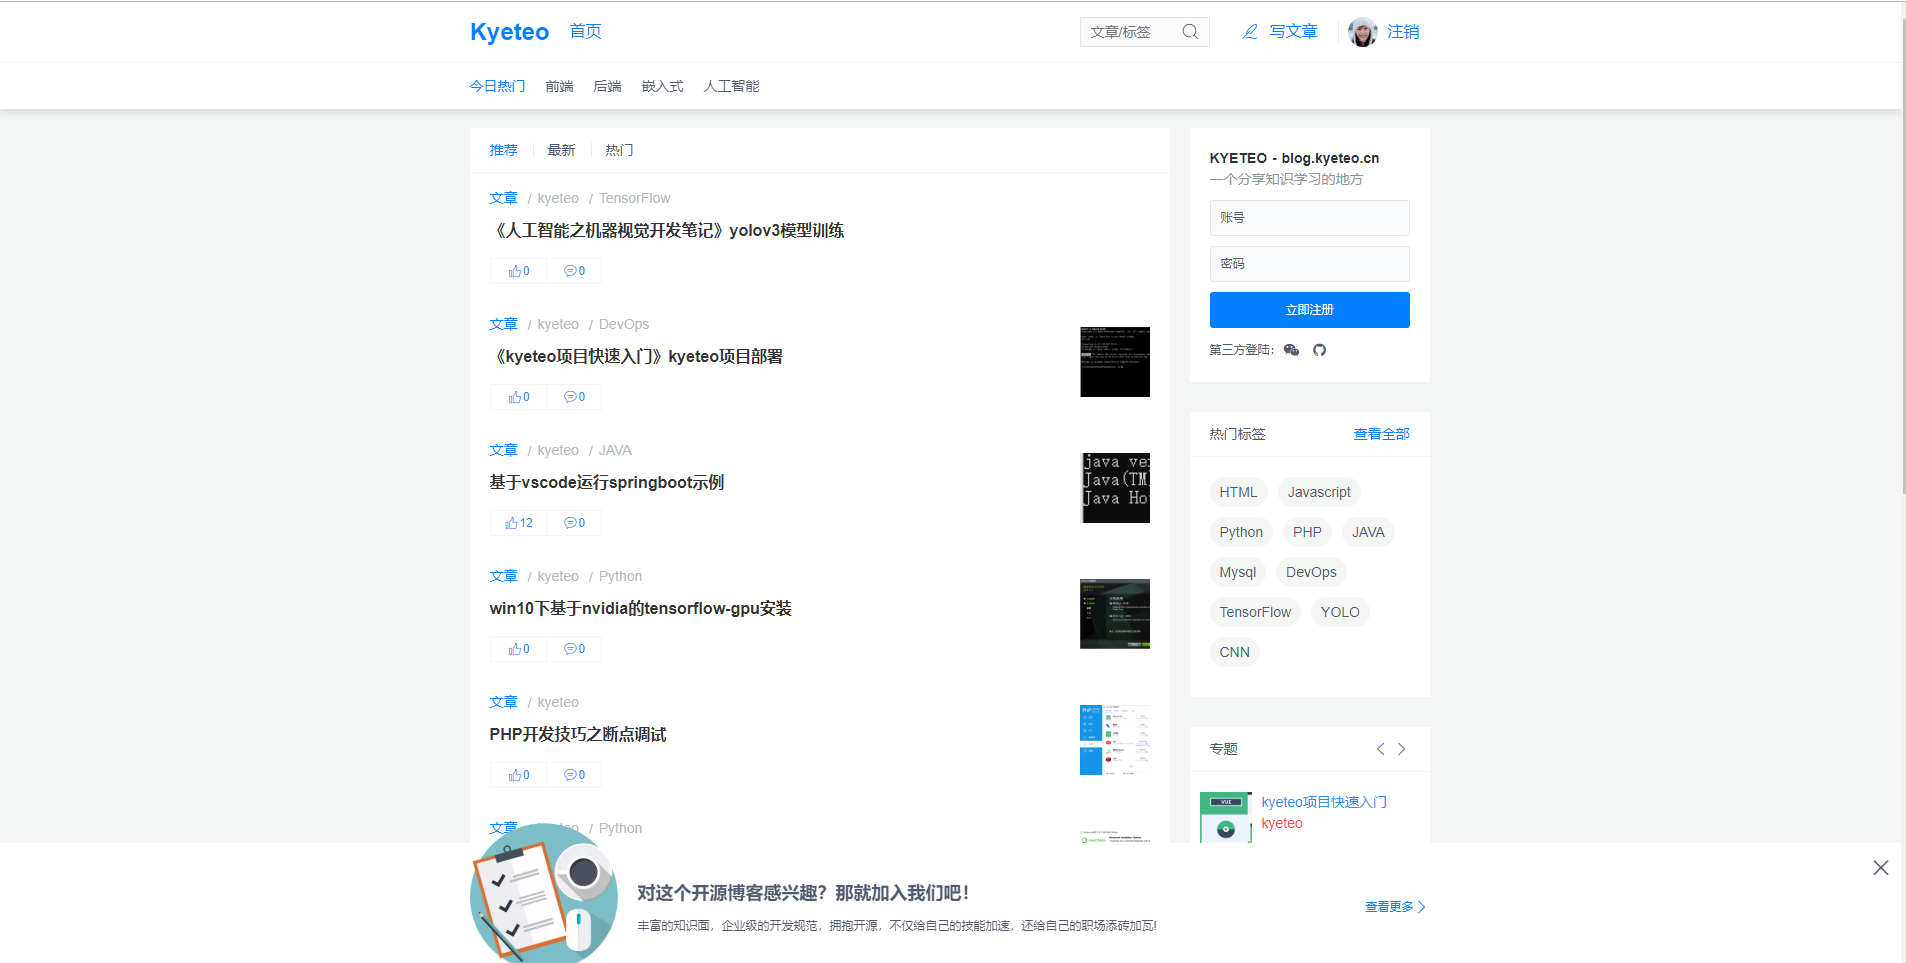 Kyeteo 首页 文章/标签 写文章 注销
今日热门 前端 后端 嵌入式 人工智能
推荐 最新 热门
文章 / kyeteo / TensorFlow
《人工智能之机器视觉开发笔记》yolov3模型训练
0 0
文章 / kyeteo / DevOps
《kyeteo项目快速入门》kyeteo项目部署
0 0
文章 / kyeteo / JAVA
基于vscode运行springboot示例
12 0
java ve
Java(TM)
Java Ho
文章 / kyeteo / Python
win10下基于nvidia的tensorflow-gpu安装
0 0
文章 / kyeteo
PHP开发技巧之断点调试
0 0
文章 / Python
KYETEO - blog.kyeteo.cn
一个分享知识学习的地方
账号
密码
立即注册
第三方登陆：
热门标签 查看全部
HTML Javascript
Python PHP JAVA
Mysql DevOps
TensorFlow YOLO
CNN
专题
VUE
kyeteo项目快速入门
kyeteo
对这个开源博客感兴趣？那就加入我们吧！
丰富的知识面，企业级的开发规范，拥抱开源，不仅给自己的技能加速，还给自己的职场添砖加瓦!
查看更多